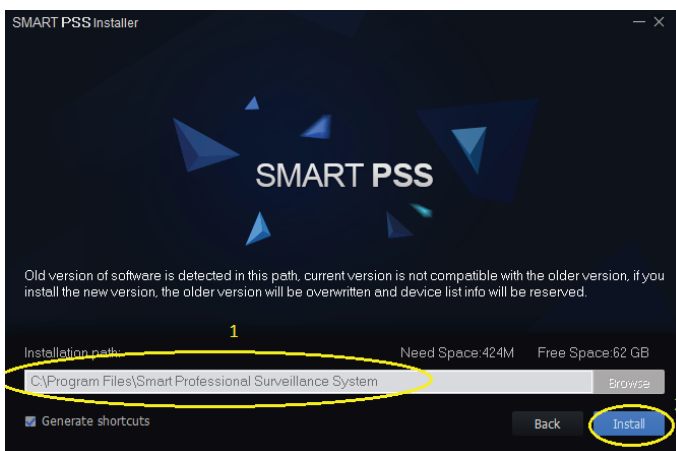 SMART PSS Installer
SMART PSS
Old version of software is detected in this path, current version is not compatible with the older version, if you
install the new version, the older version will be overwritten and device list info will be reserved.
1
Installation path: Need Space:424M Free Space:62 GB
C:\Program Files\Smart Professional Surveillance System Browse
Generate shortcuts Back Install